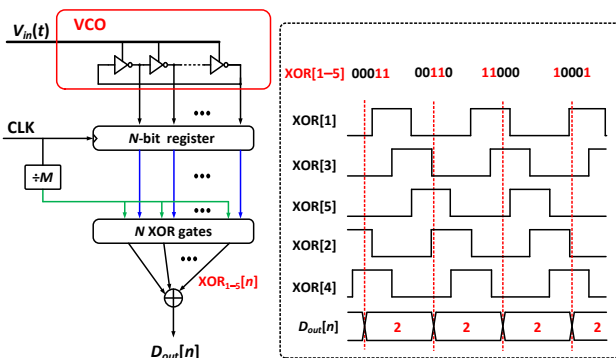 VCO
V_in(t)
CLK
N-bit register
÷M
N XOR gates
XOR_1–5[n]
D_out[n]
XOR[1–5] 00011 00110 11000 10001
XOR[1]
XOR[3]
XOR[5]
XOR[2]
XOR[4]
D_out[n] 2 2 2 2